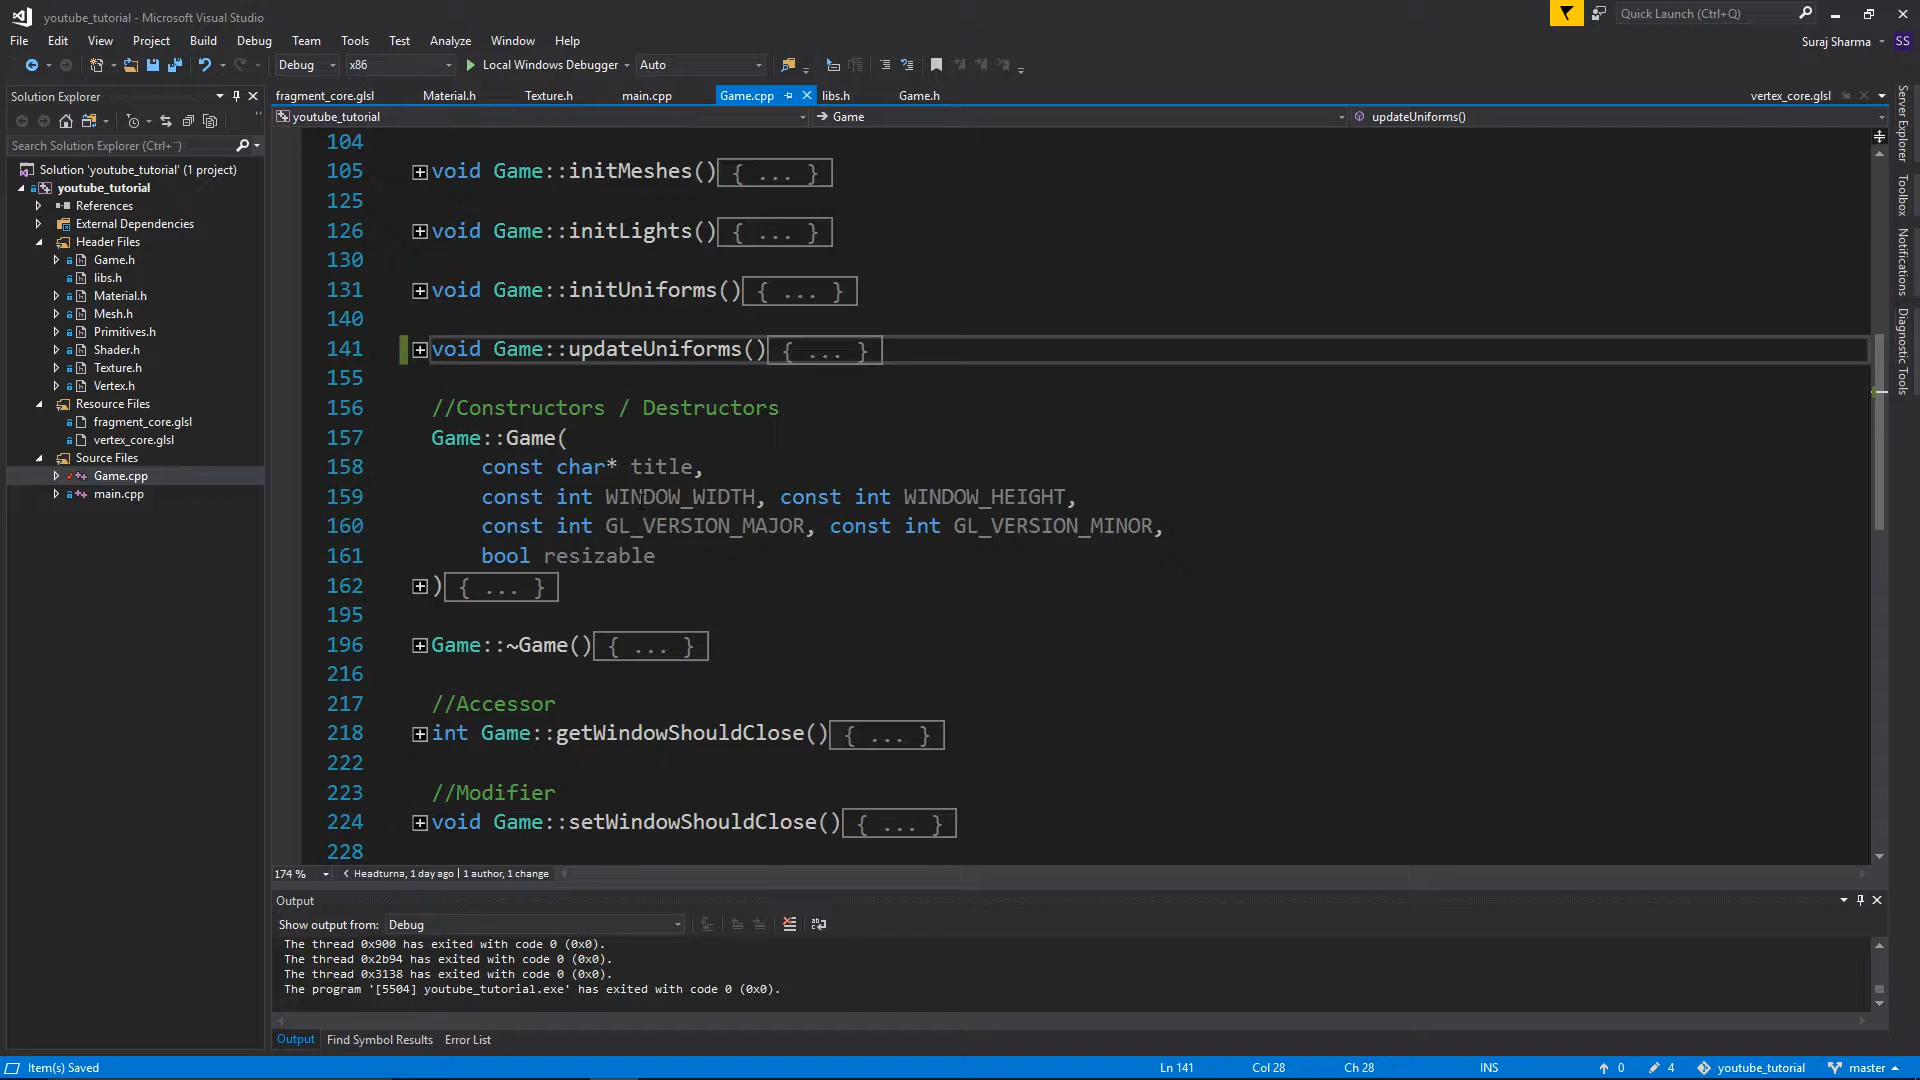 youtube_tutorial - Microsoft Visual Studio
Quick Launch (Ctrl+Q)
File Edit View Project Build Debug Team Tools Test Analyze Window Help
Suraj Sharma SS
Debug x86 Local Windows Debugger Auto
Solution Explorer
Search Solution Explorer (Ctrl+¨)
Solution 'youtube_tutorial' (1 project)
youtube_tutorial
References
External Dependencies
Header Files
Game.h
libs.h
Material.h
Mesh.h
Primitives.h
Shader.h
Texture.h
Vertex.h
Resource Files
fragment_core.glsl
vertex_core.glsl
Source Files
Game.cpp
main.cpp
fragment_core.glsl Material.h Texture.h main.cpp Game.cpp libs.h Game.h vertex_core.glsl
youtube_tutorial Game updateUniforms()
104
105 void Game::initMeshes(){ ... }
125
126 void Game::initLights(){ ... }
130
131 void Game::initUniforms(){ ... }
140
141 void Game::updateUniforms(){ ... }
155
156 //Constructors / Destructors
157 Game::Game(
158 const char* title,
159 const int WINDOW_WIDTH, const int WINDOW_HEIGHT,
160 const int GL_VERSION_MAJOR, const int GL_VERSION_MINOR,
161 bool resizable
162 ){ ... }
195
196 Game::~Game(){ ... }
216
217 //Accessor
218 int Game::getWindowShouldClose(){ ... }
222
223 //Modifier
224 void Game::setWindowShouldClose(){ ... }
228
174 % Headturna, 1 day ago | 1 author, 1 change
Output
Show output from: Debug
The thread 0x900 has exited with code 0 (0x0).
The thread 0x2b94 has exited with code 0 (0x0).
The thread 0x3138 has exited with code 0 (0x0).
The program '[5504] youtube_tutorial.exe' has exited with code 0 (0x0).
Output Find Symbol Results Error List
Item(s) Saved Ln 141 Col 28 Ch 28 INS 0 4 youtube_tutorial master
Server Explorer
Toolbox
Notifications
Diagnostic Tools